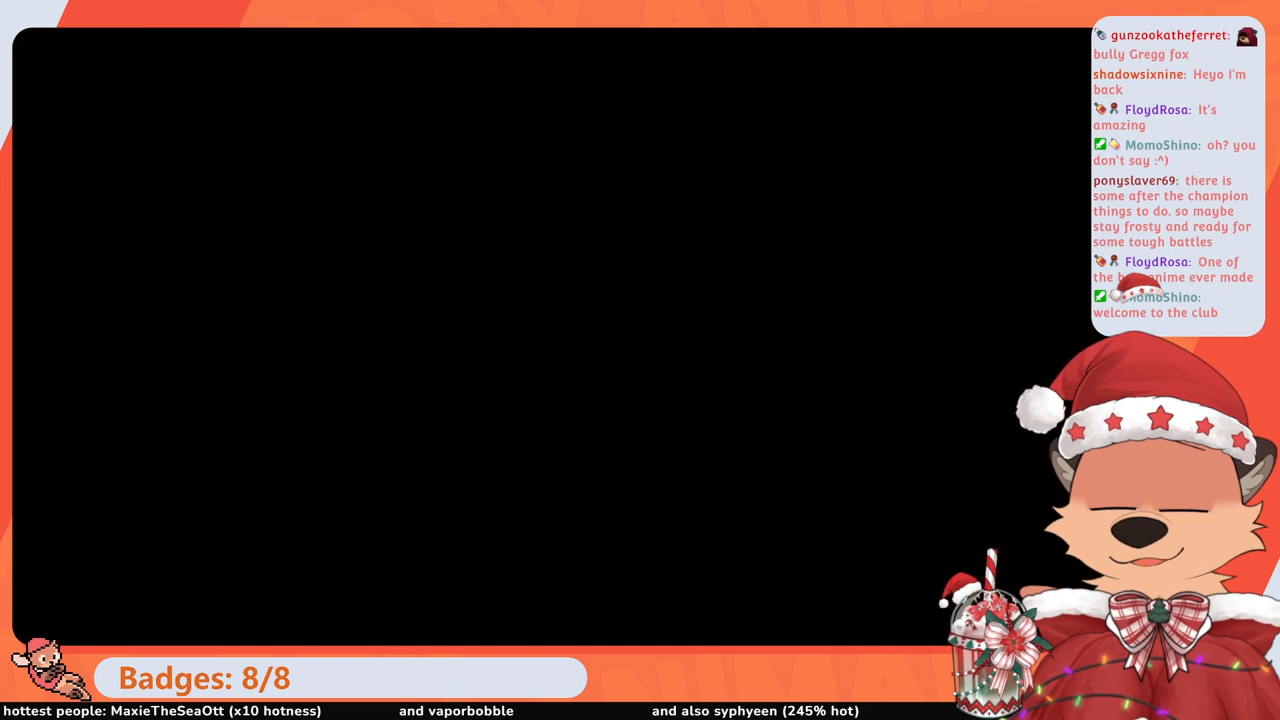 gunzookatheferret:
bully Gregg fox
shadowsixnine: Heyo I'm
back
FloydRosa: It's
amazing
MomoShino: oh? you
don't say :^)
ponyslaver69: there is
some after the champion
things to do. so maybe
stay frosty and ready for
some tough battles
FloydRosa: One of
the anime ever made
MomoShino:
welcome to the club
Badges: 8/8
hottest people: MaxieTheSeaOtt (x10 hotness) and vaporbobble and also syphyeen (245% hot)